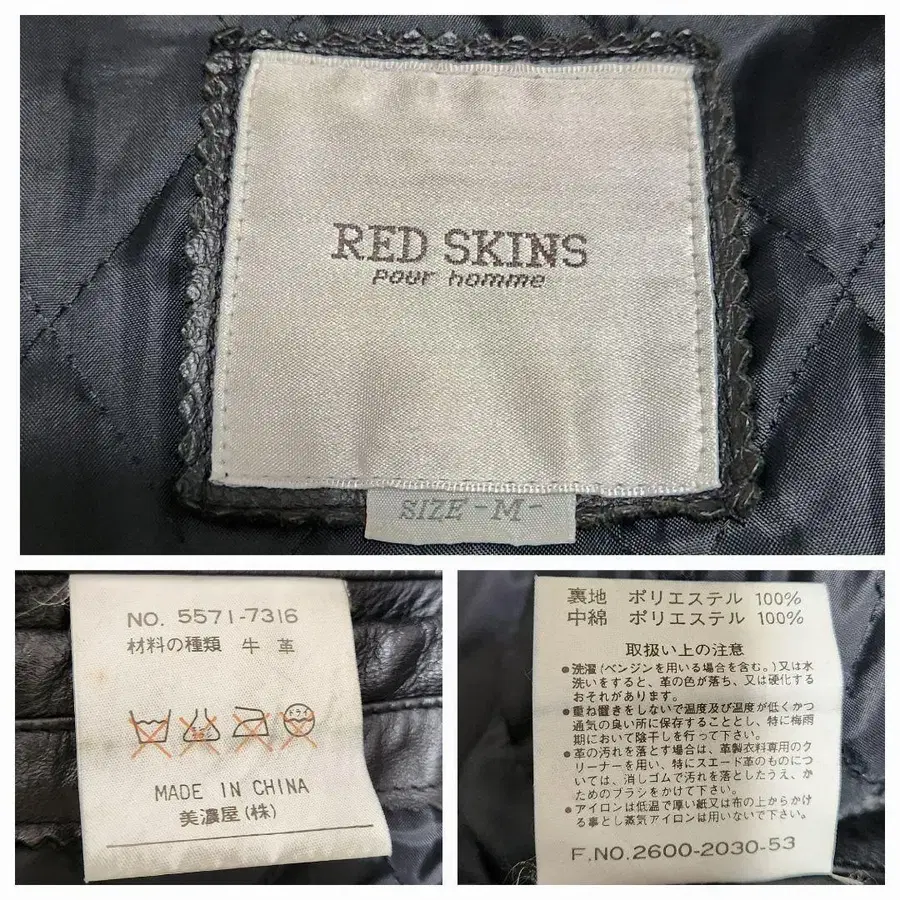 RED SKINS
Pour homme
SIZE -M-
NO. 5571-7316
材料の種類 牛 革
ドライ
MADE IN CHINA
美濃屋(株)
裏地 ポリエステル 100%
中綿 ポリエステル 100%
取扱い上の注意
●洗濯(ベンジンを用いる場合を含む。)又は水
洗いをすると、革の色が落ち、又は硬化する
おそれがあります。
●重ね置きをしないで温度及び湿度が低くかつ
通気の良い所に保存することとし、特に梅雨
期において陰干しを行って下さい。
●革の汚れを落とす場合は、革製衣料専用のク
リーナーを用い、特にスエード革のものにつ
いては、消しゴムで汚れを落としたうえ、か
ためのブラシをかけて下さい。
●アイロンは低温で厚い紙又は布の上からかけ
る事とし蒸気アイロンは用いないで下さい。
F.NO.2600-2030-53